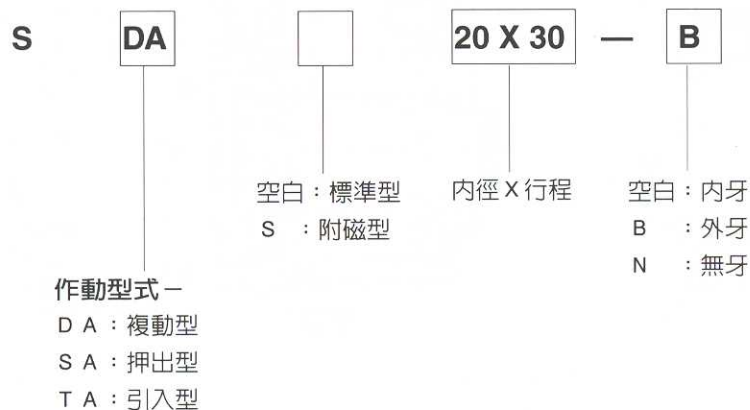 S DA 20 X 30 — B
空白：標準型 内徑 X 行程 空白：内牙
S ：附磁型 B ：外牙
N ：無牙
作動型式－
D A：複動型
S A：押出型
T A：引入型